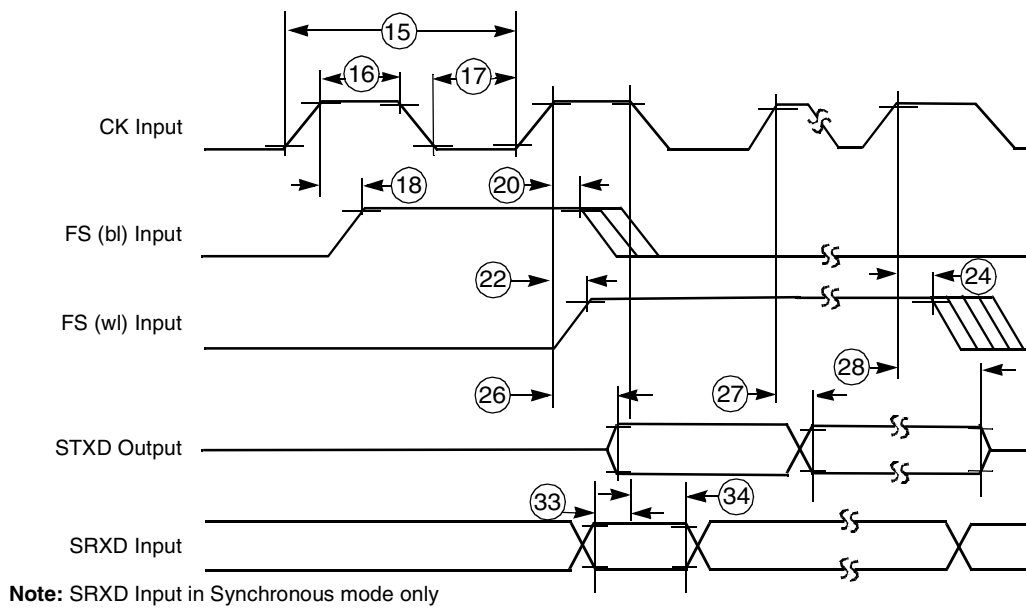 15
16
17
CK Input
18
20
FS (bl) Input
22
24
FS (wl) Input
26
27
28
STXD Output
33
34
SRXD Input
Note: SRXD Input in Synchronous mode only